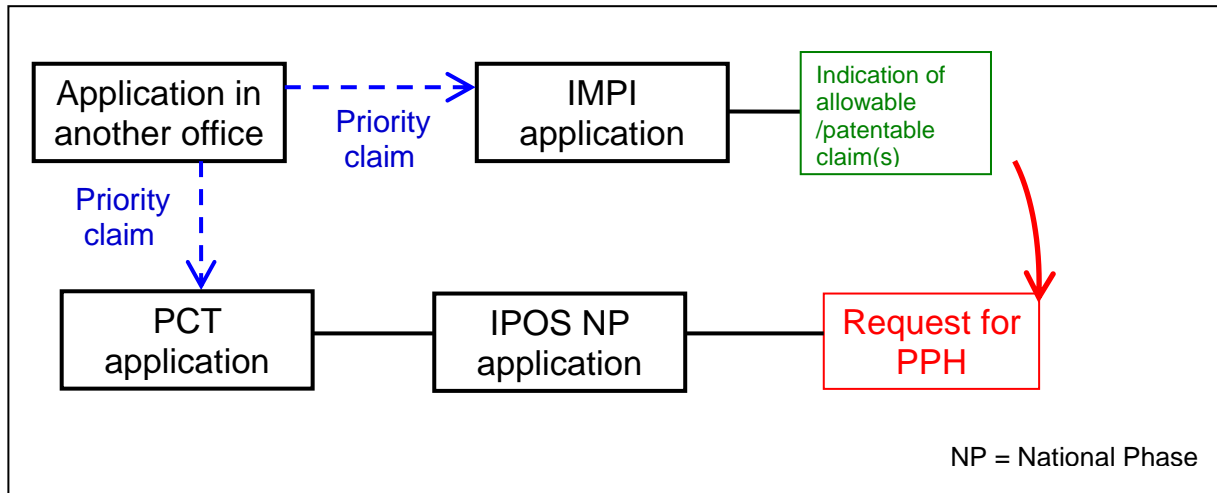 Application in
another office
Priority
claim
IMPI
application
Indication of
allowable
/patentable
claim(s)
Priority
claim
PCT
application
IPOS NP
application
Request for
PPH
NP = National Phase